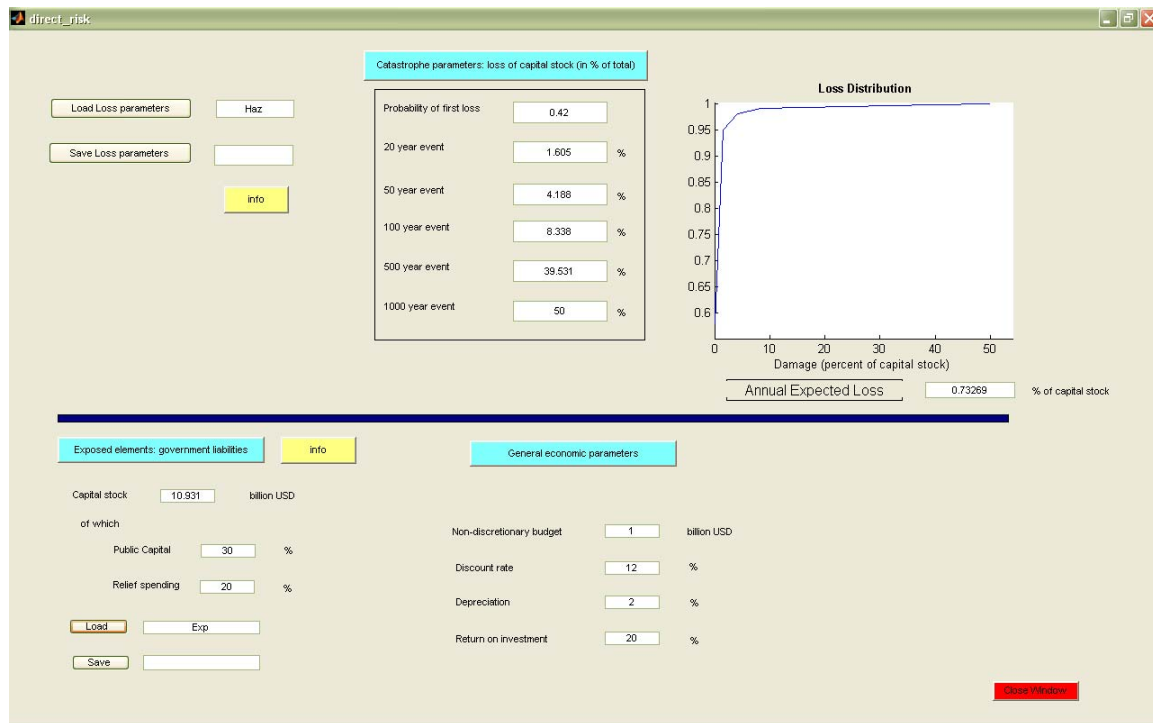 direct_risk
Catastrophe parameters: loss of capital stock (in % of total)
Load Loss parameters Haz
Save Loss parameters
info
Probability of first loss 0.42
20 year event 1.605 %
50 year event 4.188 %
100 year event 8.338 %
500 year event 39.531 %
1000 year event 50 %
Loss Distribution
1
0.95
0.9
0.85
0.8
0.75
0.7
0.65
0.6
0 10 20 30 40 50
Damage (percent of capital stock)
Annual Expected Loss 0.73269 % of capital stock
Exposed elements: government liabilities info
Capital stock 10.931 billion USD
of which
Public Capital 30 %
Relief spending 20 %
Load Exp
Save
General economic parameters
Non-discretionary budget 1 billion USD
Discount rate 12 %
Depreciation 2 %
Return on investment 20 %
Close Window